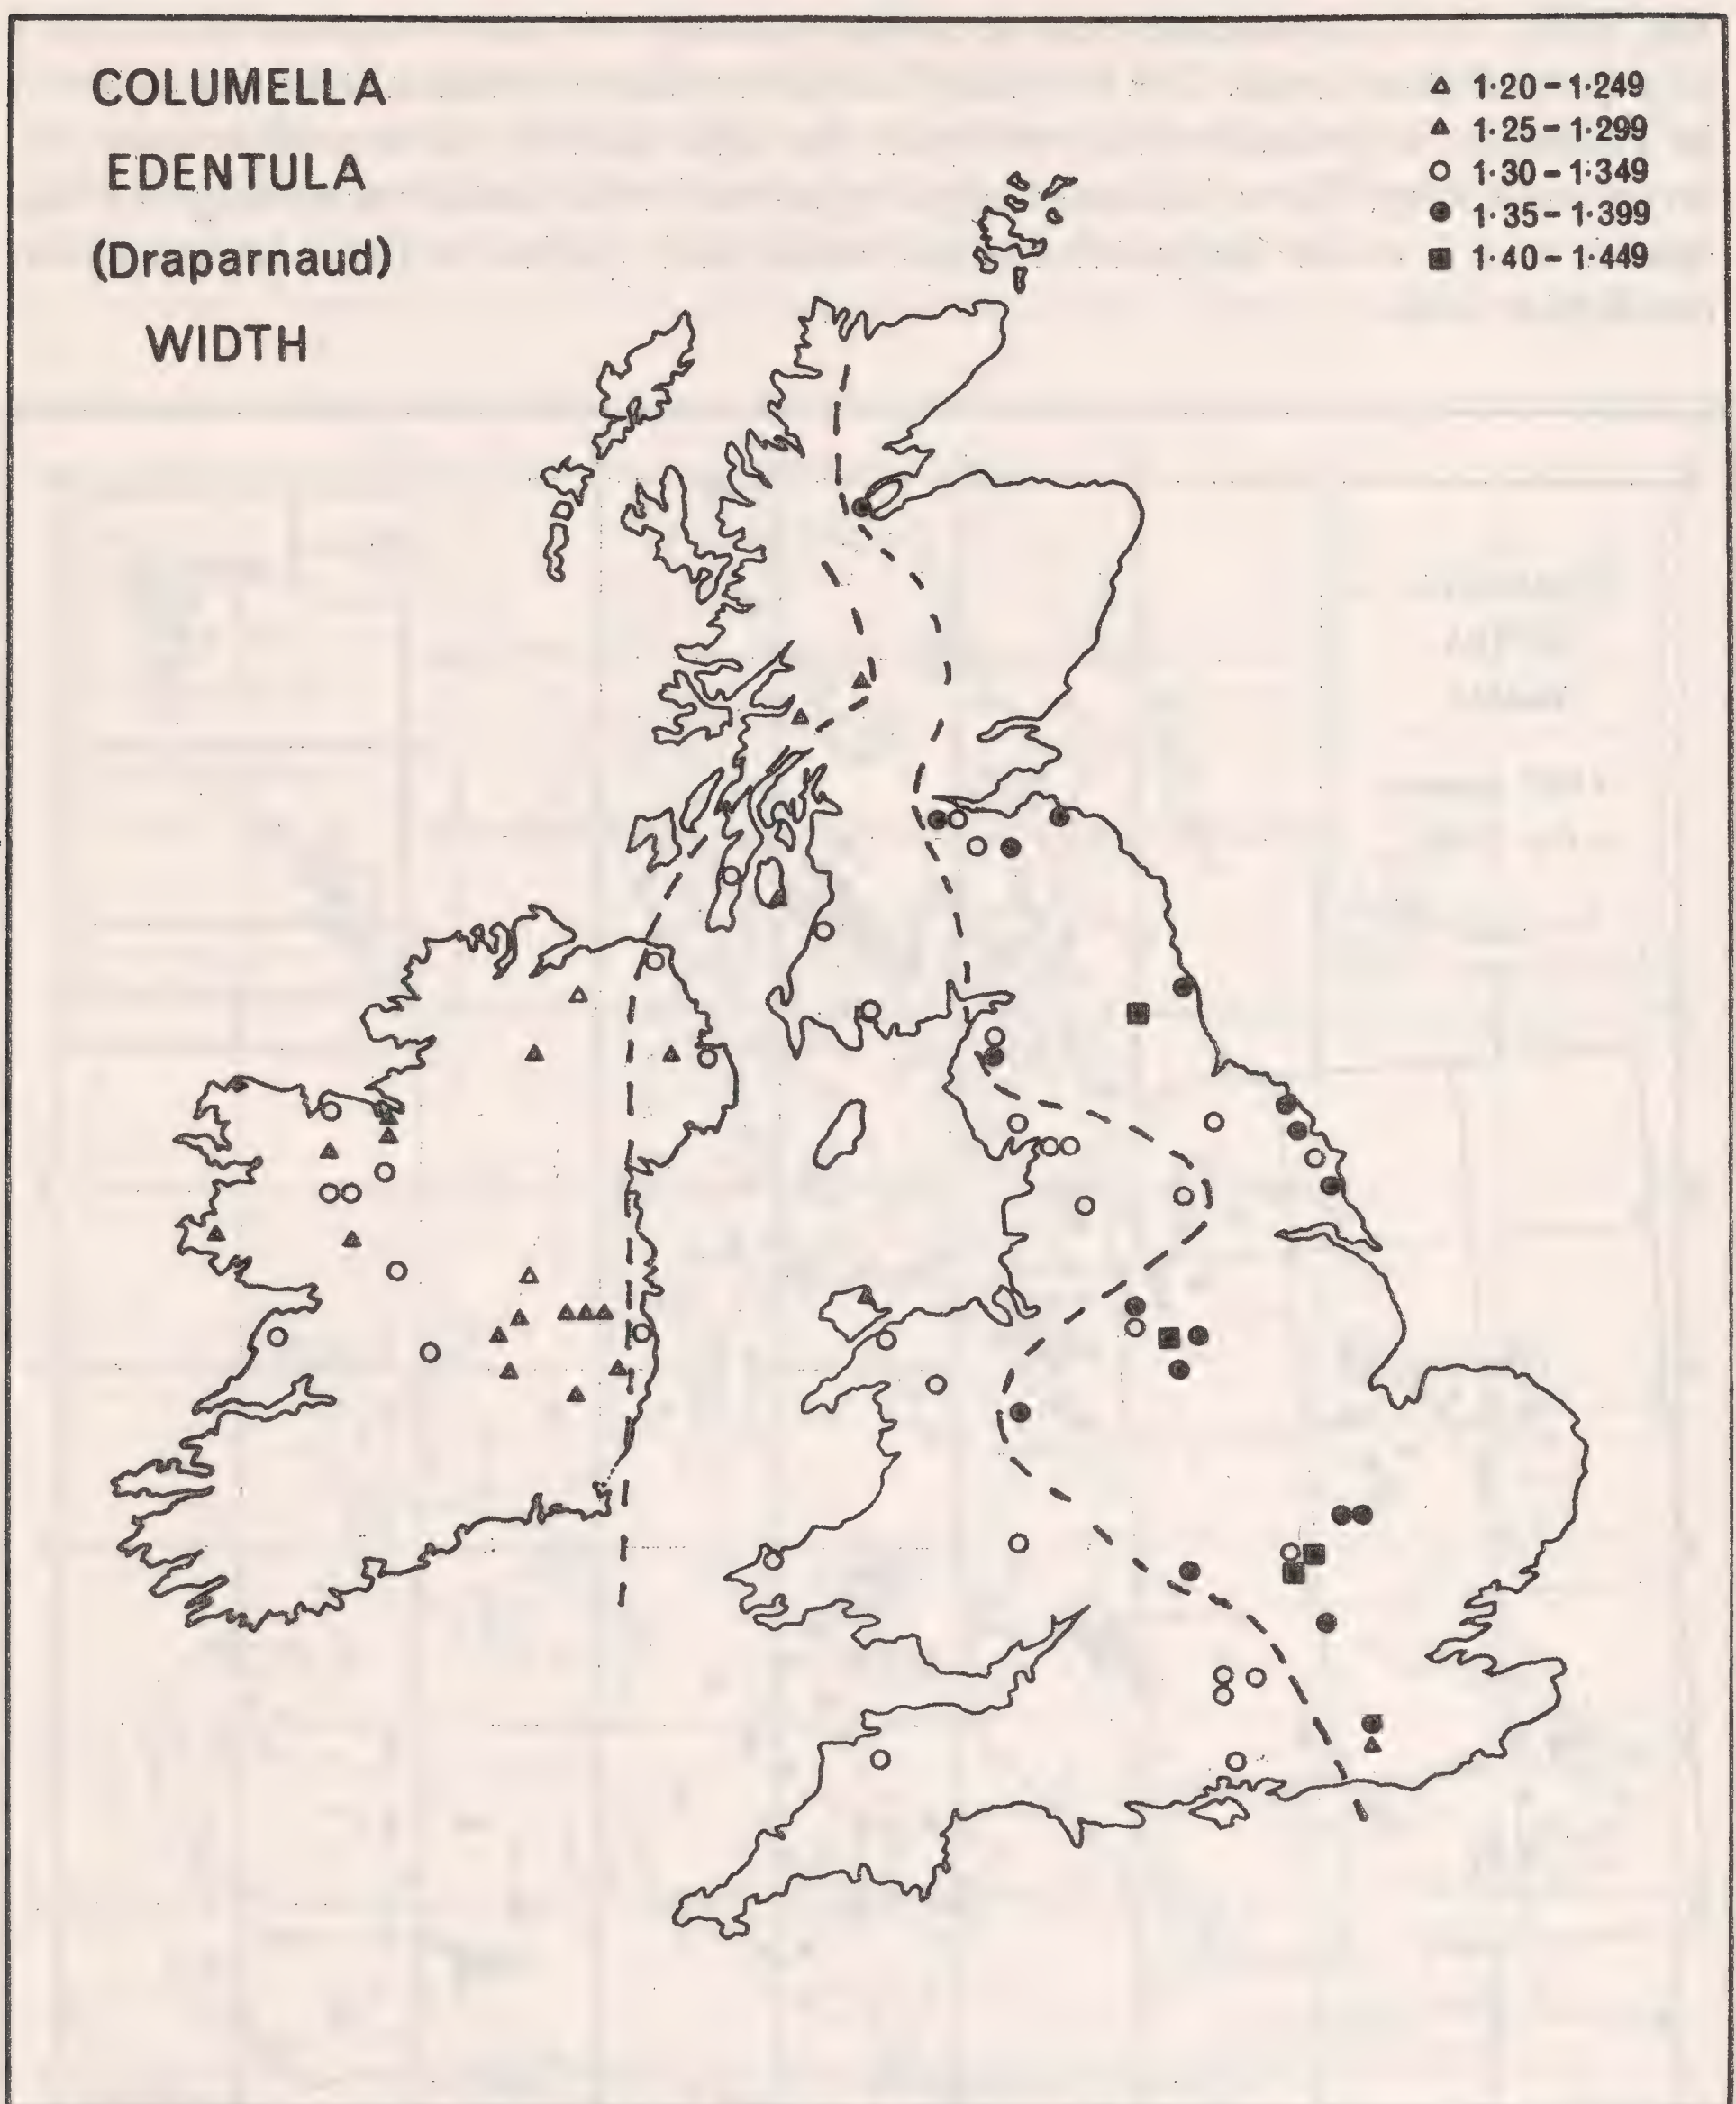 COLUMELLA
EDENTULA
(Draparnaud)
WIDTH
△ 1·20-1·249
▲ 1·25-1·299
○ 1·30-1·349
● 1·35-1·399
■ 1·40-1·449